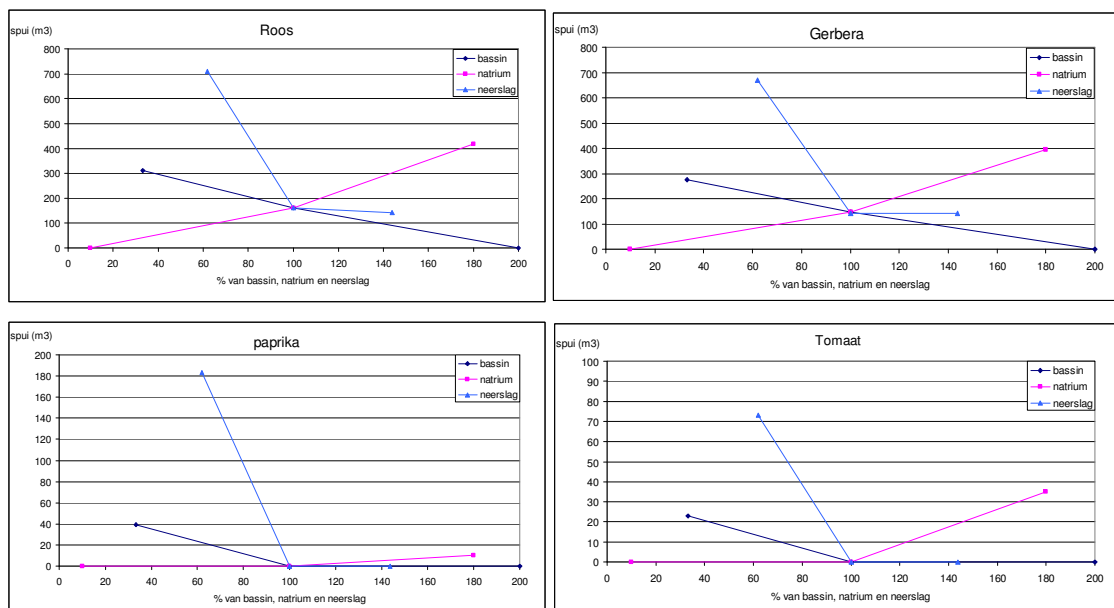 Roos
spui (m3)
800
700
600
500
400
300
200
100
0
0 20 40 60 80 100 120 140 160 180 200
% van bassin, natrium en neerslag
bassin
natrium
neerslag
Gerbera
spui (m3)
800
700
600
500
400
300
200
100
0
0 20 40 60 80 100 120 140 160 180 200
% van bassin, natrium en neerslag
bassin
natrium
neerslag
paprika
spui (m3)
200
180
160
140
120
100
80
60
40
20
0
0 20 40 60 80 100 120 140 160 180 200
% van bassin, natrium en neerslag
bassin
natrium
neerslag
Tomaat
spui (m3)
100
90
80
70
60
50
40
30
20
10
0
0 20 40 60 80 100 120 140 160 180 200
% van bassin, natrium en neerslag
bassin
natrium
neerslag